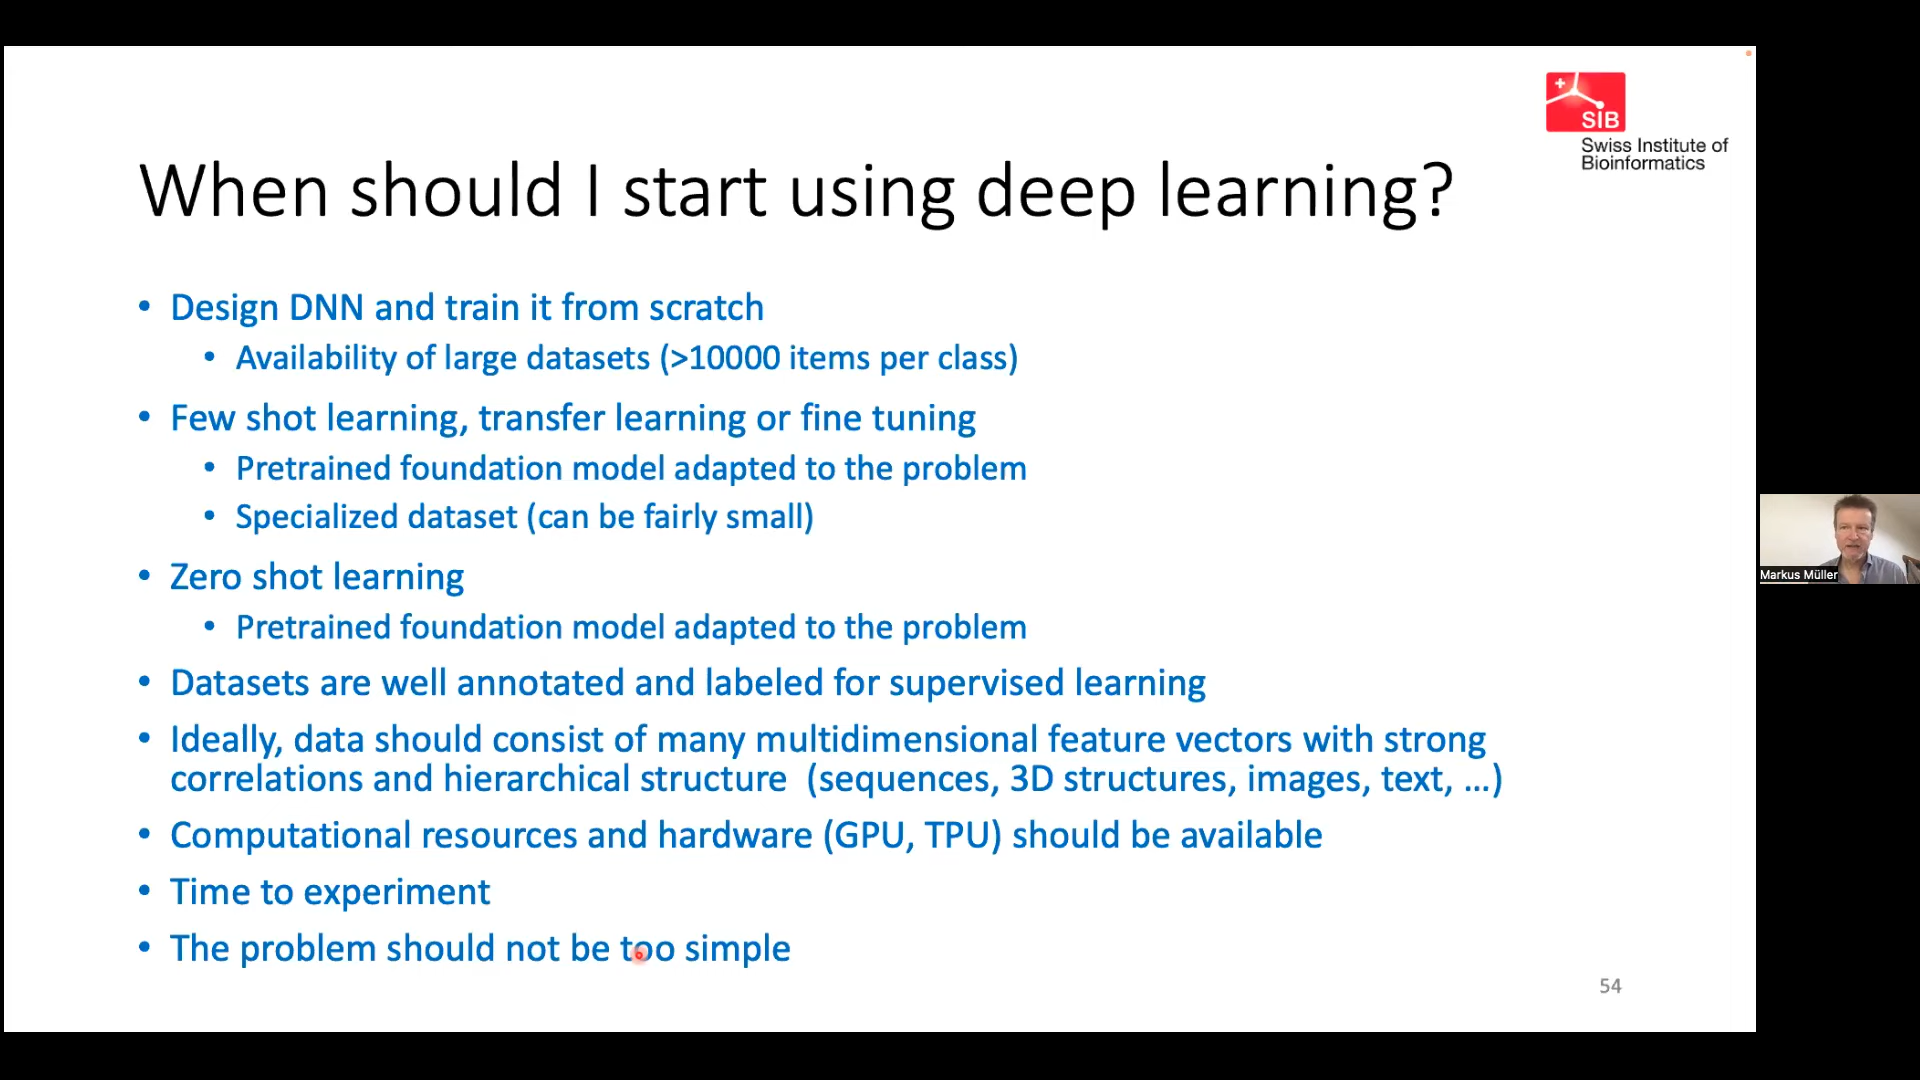 SIB
Swiss Institute of
Bioinformatics
When should I start using deep learning?
• Design DNN and train it from scratch
• Availability of large datasets (>10000 items per class)
• Few shot learning, transfer learning or fine tuning
• Pretrained foundation model adapted to the problem
• Specialized dataset (can be fairly small)
• Zero shot learning
• Pretrained foundation model adapted to the problem
• Datasets are well annotated and labeled for supervised learning
• Ideally, data should consist of many multidimensional feature vectors with strong
correlations and hierarchical structure (sequences, 3D structures, images, text, ...)
• Computational resources and hardware (GPU, TPU) should be available
• Time to experiment
• The problem should not be too simple
54
Markus Müller